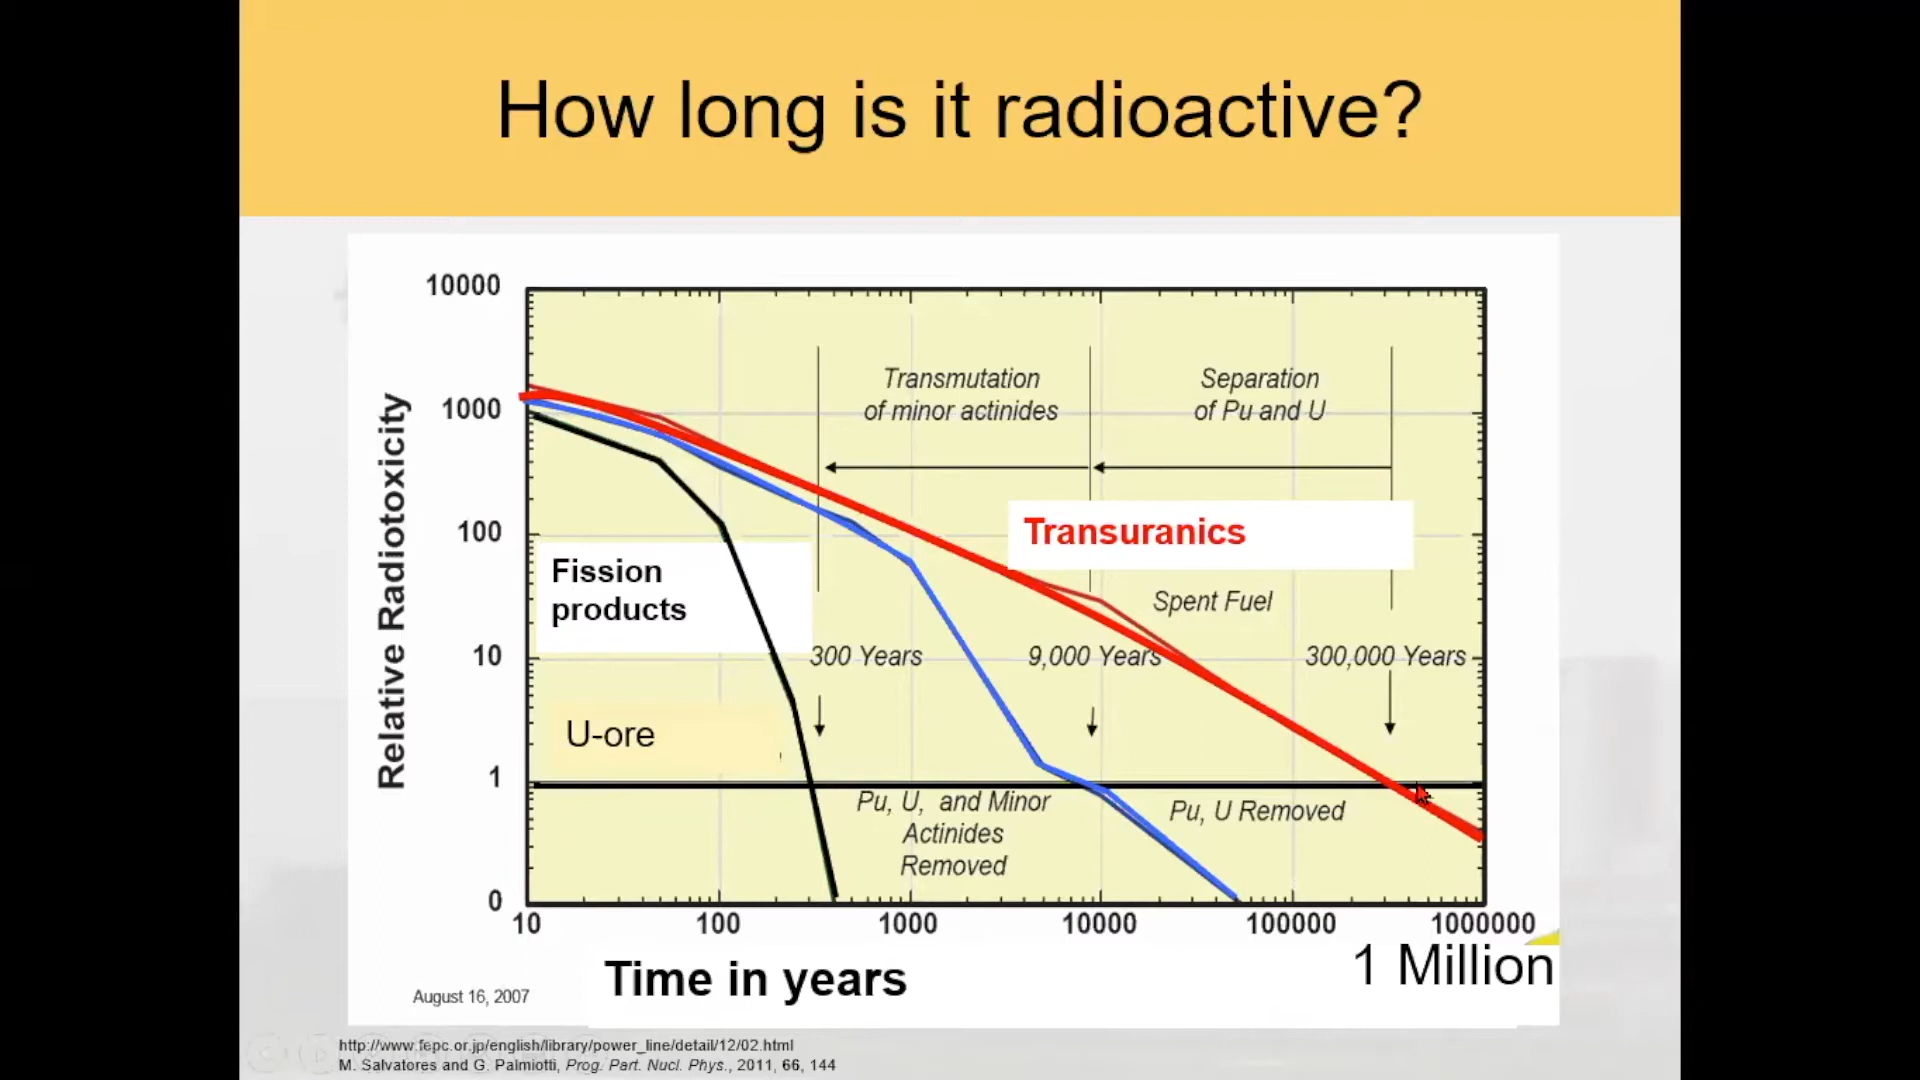 How long is it radioactive?
10000
1000
100
10
1
0
Relative Radiotoxicity
Transmutation
of minor actinides
Separation
of Pu and U
Transuranics
Fission
products
Spent Fuel
300 Years
9,000 Years
300,000 Years
U-ore
Pu, U, and Minor
Actinides
Removed
Pu, U Removed
10
100
1000
10000
100000
1000000
Time in years
1 Million
August 16, 2007
http://www.fepc.or.jp/english/library/power_line/detail/12/02.html
M. Salvatores and G. Palmiotti, Prog. Part. Nucl. Phys., 2011, 66, 144